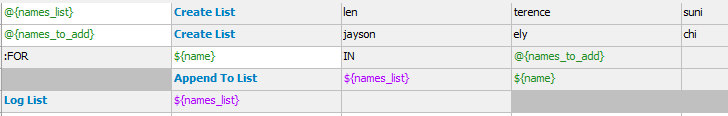 @{names_list} Create List len terence suni
@{names_to_add} Create List jayson ely chi
:FOR ${name} IN @{names_to_add}
Append To List ${names_list} ${name}
Log List ${names_list}